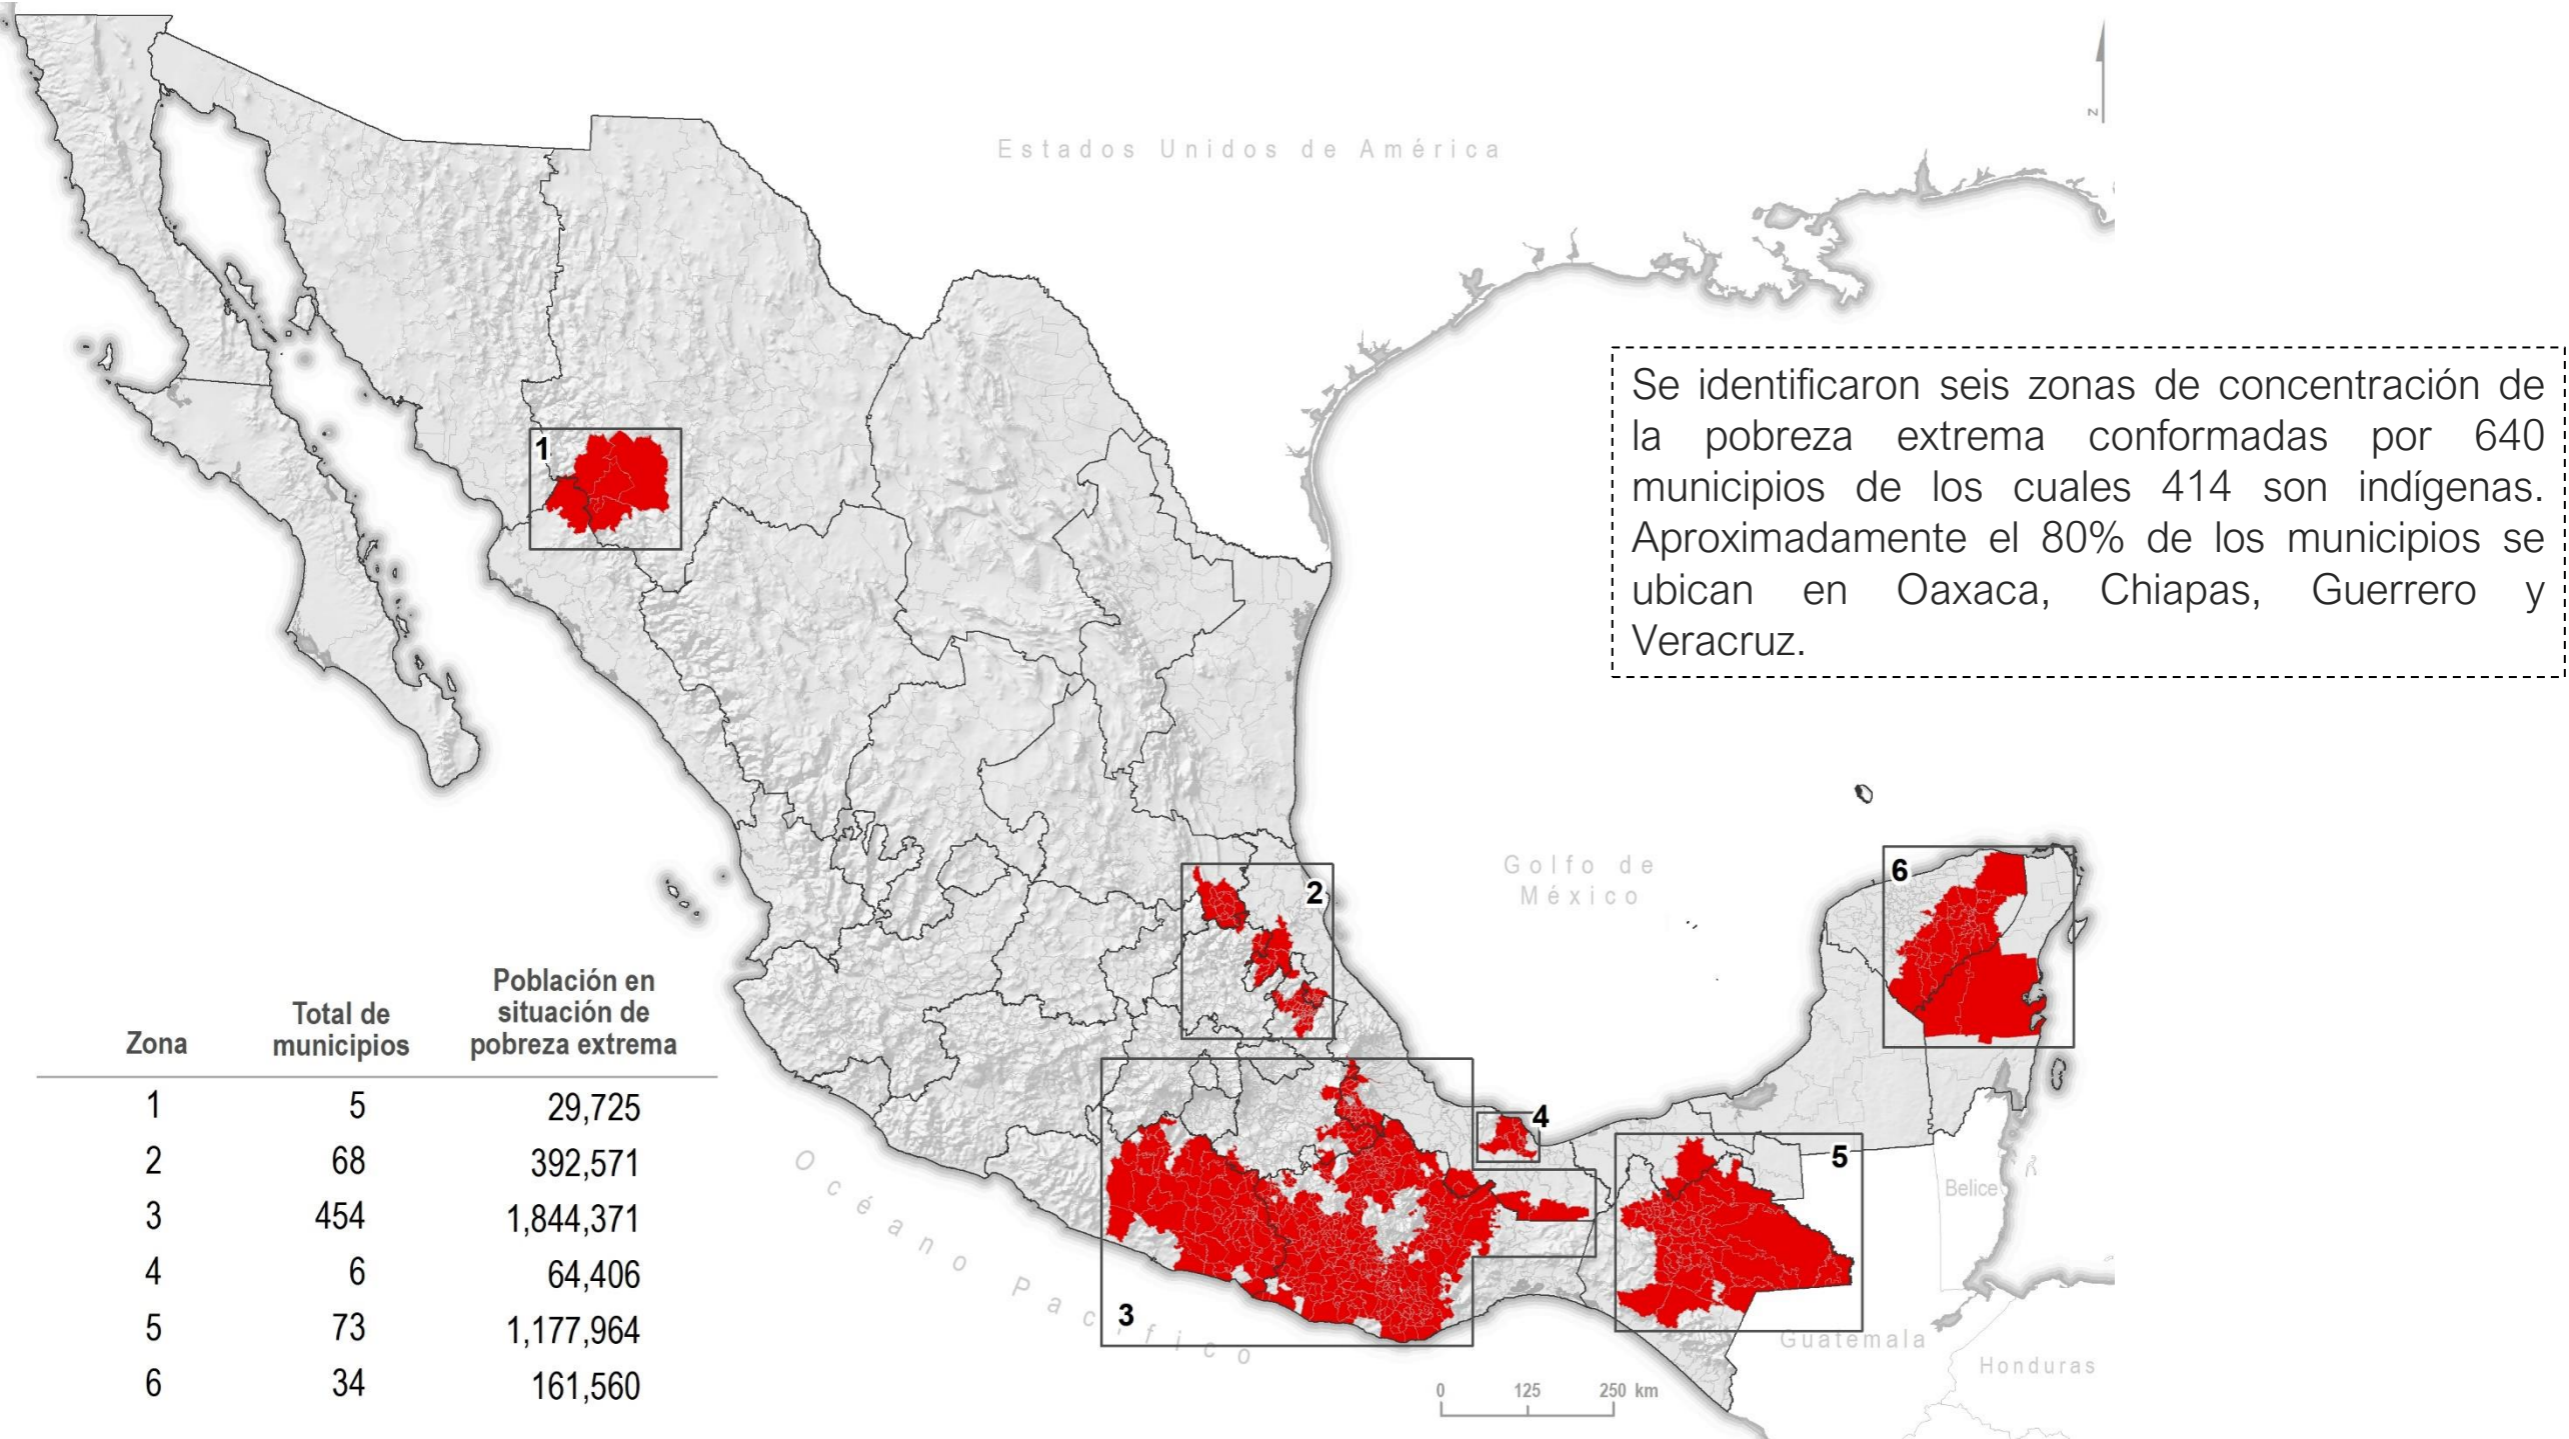 Estados Unidos de América
z
1
Se identificaron seis zonas de concentración de
la pobreza extrema conformadas por 640
municipios de los cuales 414 son indígenas.
Aproximadamente el 80% de los municipios se
ubican en Oaxaca, Chiapas, Guerrero y
Veracruz.
Golfo de
México
2
6
4
5
3
Belice
Guatemala
Honduras
Océano Pacífico
0 125 250 km
Zona Total de municipios Población en situación de pobreza extrema
1 5 29,725
2 68 392,571
3 454 1,844,371
4 6 64,406
5 73 1,177,964
6 34 161,560